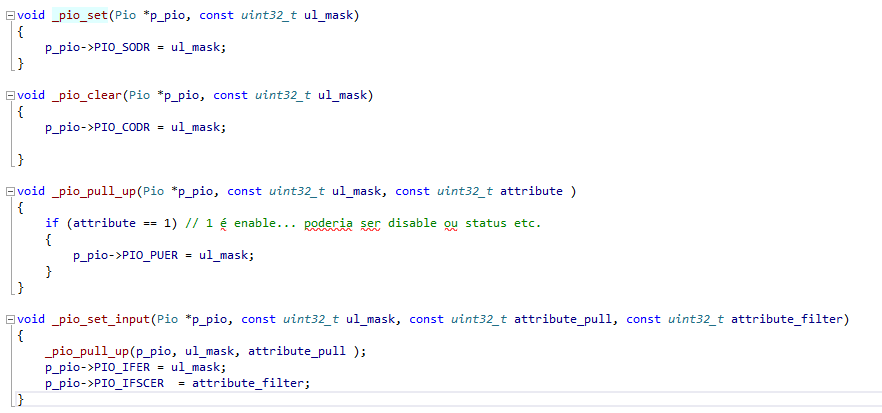 void _pio_set(Pio *p_pio, const uint32_t ul_mask)
{
    p_pio->PIO_SODR = ul_mask;
}
void _pio_clear(Pio *p_pio, const uint32_t ul_mask)
{
    p_pio->PIO_CODR = ul_mask;
}
void _pio_pull_up(Pio *p_pio, const uint32_t ul_mask, const uint32_t attribute )
{
    if (attribute == 1) // 1 é enable... poderia ser disable ou status etc.
    {
        p_pio->PIO_PUER = ul_mask;
    }
}
void _pio_set_input(Pio *p_pio, const uint32_t ul_mask, const uint32_t attribute_pull, const uint32_t attribute_filter)
{
    _pio_pull_up(p_pio, ul_mask, attribute_pull );
    p_pio->PIO_IFER = ul_mask;
    p_pio->PIO_IFSCER  = attribute_filter;
}